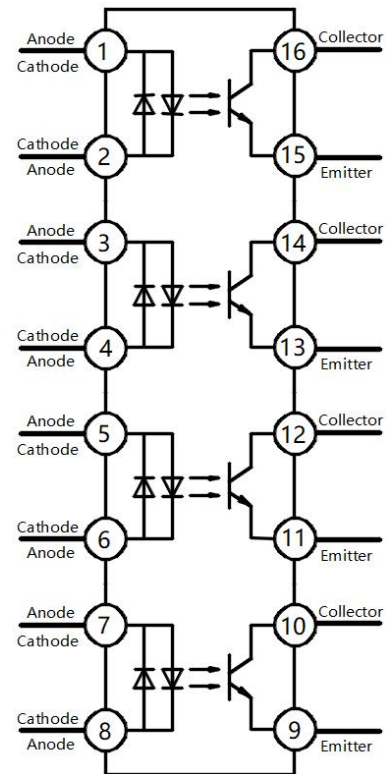 Anode
Cathode
1
16
Collector
Cathode
Anode
2
15
Emitter
Anode
Cathode
3
14
Collector
Cathode
Anode
4
13
Emitter
Anode
Cathode
5
12
Collector
Cathode
Anode
6
11
Emitter
Anode
Cathode
7
10
Collector
Cathode
Anode
8
9
Emitter